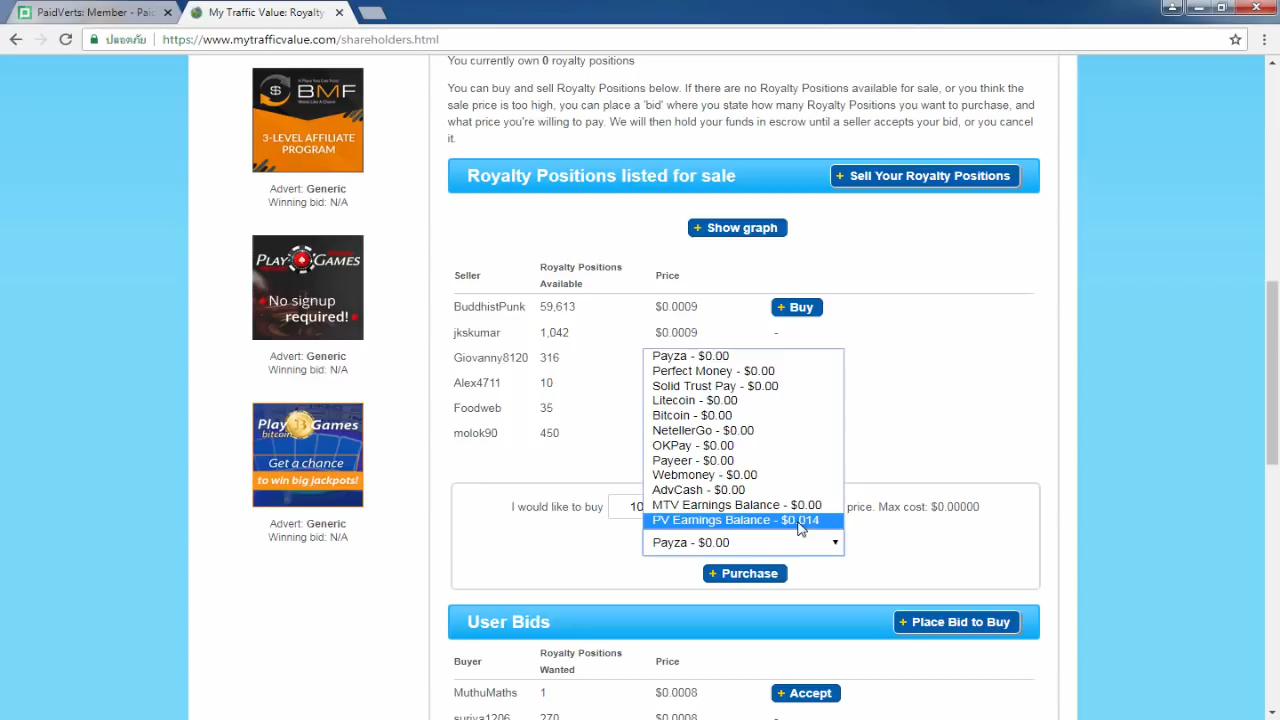 PaidVerts: Member - Paid
My Traffic Value: Royalty
ปลอดภัย
https://www.mytrafficvalue.com/shareholders.html
You currently own 0 royalty positions
You can buy and sell Royalty Positions below. If there are no Royalty Positions available for sale, or you think the
sale price is too high, you can place a 'bid' where you state how many Royalty Positions you want to purchase, and
what price you're willing to pay. We will then hold your funds in escrow until a seller accepts your bid, or you cancel
it.
BMF
3-LEVEL AFFILIATE
PROGRAM
Advert: Generic
Winning bid: N/A
PLAY GAMES
No signup
required!
Advert: Generic
Winning bid: N/A
Play Games
bitcoin
Get a chance
to win big jackpots!
Advert: Generic
Winning bid: N/A
Royalty Positions listed for sale
+ Sell Your Royalty Positions
+ Show graph
Seller Royalty Positions Available Price
BuddhistPunk 59,613 $0.0009 + Buy
jkskumar 1,042 $0.0009 -
Giovanny8120 316
Alex4711 10
Foodweb 35
molok90 450
Payza - $0.00
Perfect Money - $0.00
Solid Trust Pay - $0.00
Litecoin - $0.00
Bitcoin - $0.00
NetellerGo - $0.00
OKPay - $0.00
Payeer - $0.00
Webmoney - $0.00
AdvCash - $0.00
MTV Earnings Balance - $0.00
PV Earnings Balance - $0.014
I would like to buy 10 price. Max cost: $0.00000
Payza - $0.00
+ Purchase
User Bids
+ Place Bid to Buy
Buyer Royalty Positions Wanted Price
MuthuMaths 1 $0.0008 + Accept
suriya1206 270 $0.0008 -